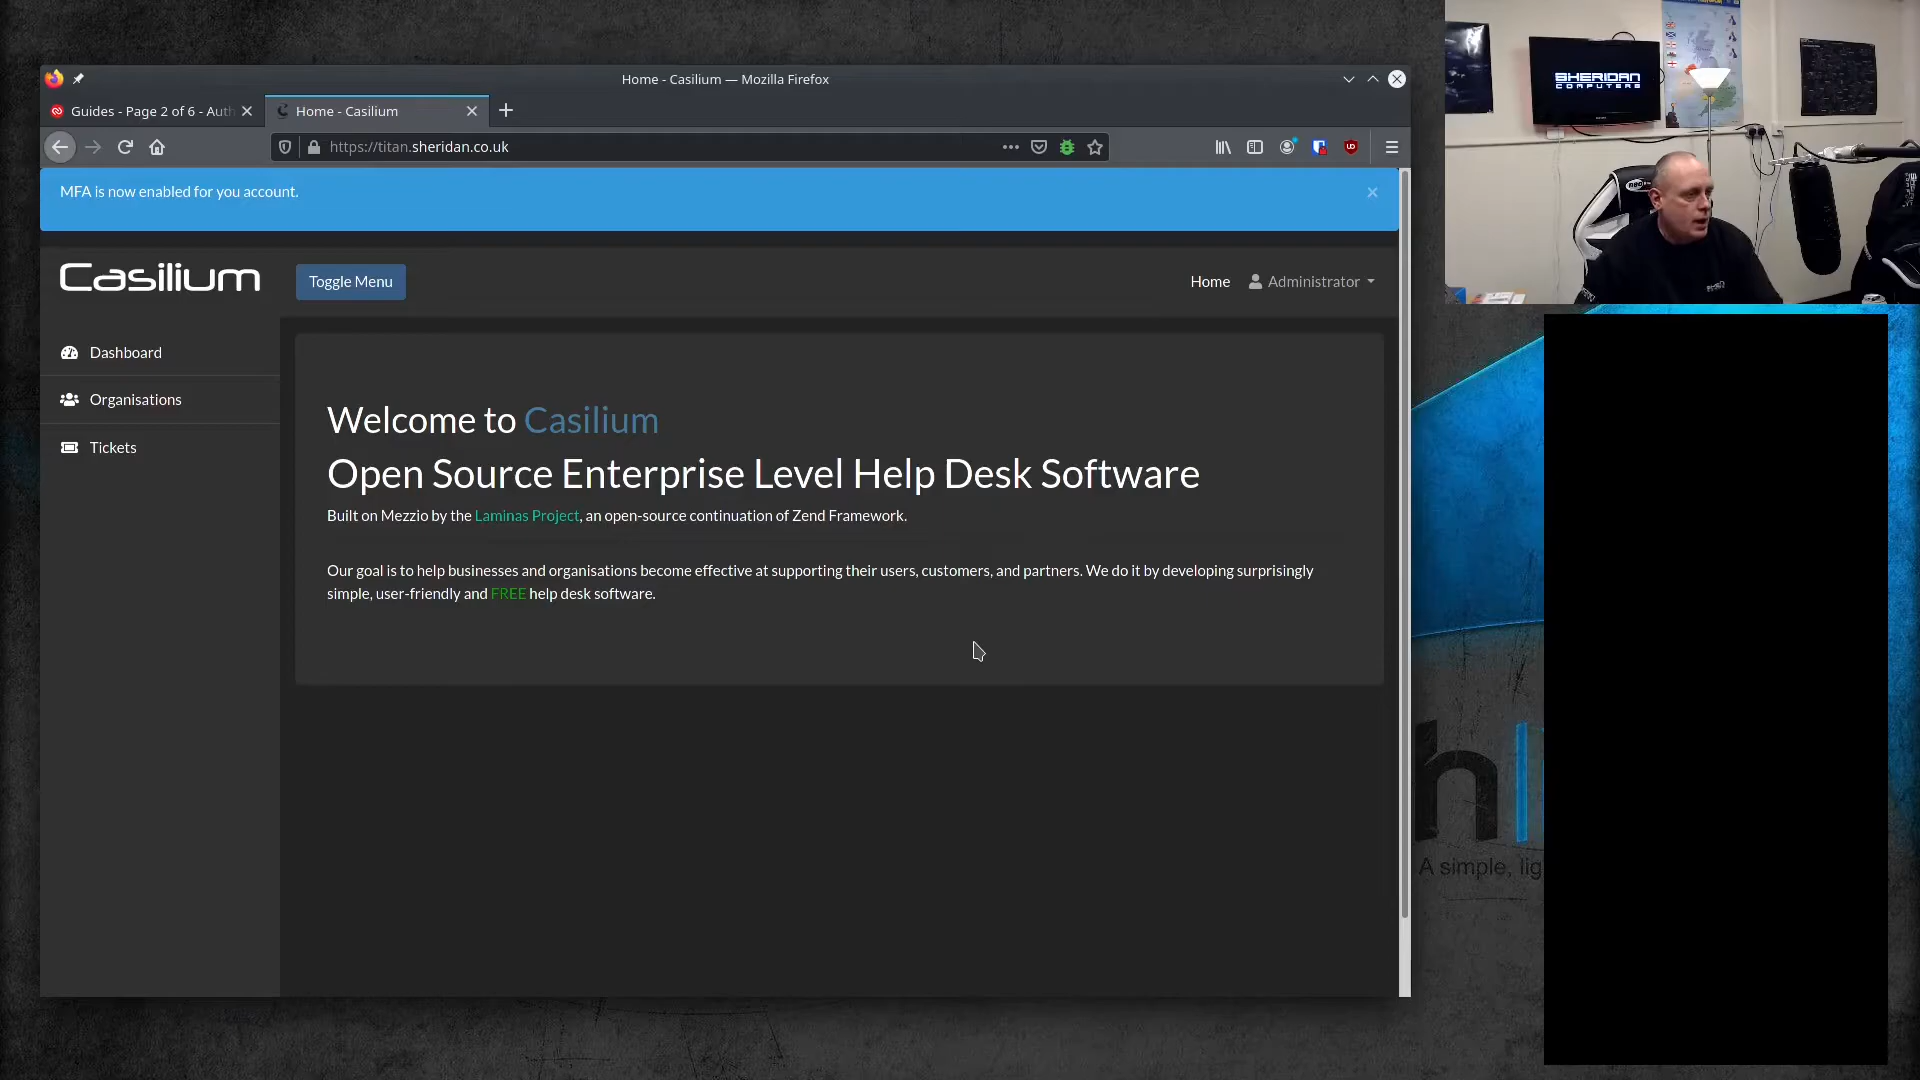 Home - Casilium — Mozilla Firefox
Guides - Page 2 of 6 - Auth
Home - Casilium
https://titan.sheridan.co.uk
MFA is now enabled for you account.
Casilium
Toggle Menu
Home
Administrator
Dashboard
Organisations
Tickets
Welcome to Casilium
Open Source Enterprise Level Help Desk Software
Built on Mezzio by the Laminas Project, an open-source continuation of Zend Framework.
Our goal is to help businesses and organisations become effective at supporting their users, customers, and partners. We do it by developing surprisingly
simple, user-friendly and FREE help desk software.
SHERIDAN
COMPUTERS
A simple, lig